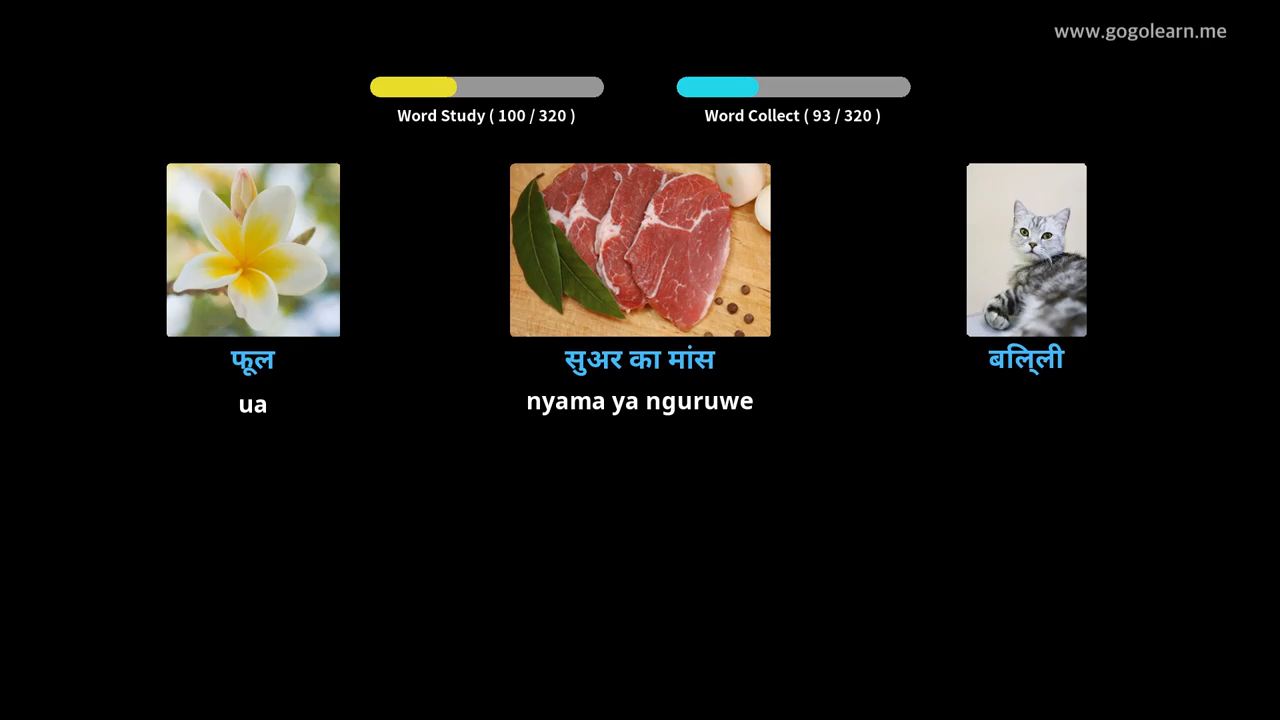 www.gogolearn.me
Word Study ( 100 / 320 )
Word Collect ( 93 / 320 )
फूल
सुअर का मांस
बिल्ली
ua
nyama ya nguruwe